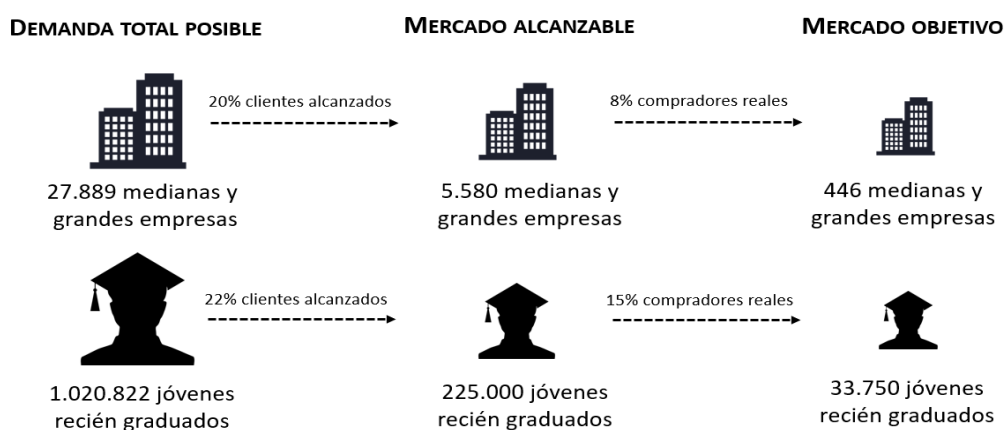 DEMANDA TOTAL POSIBLE
MERCADO ALCANZABLE
MERCADO OBJETIVO
20% clientes alcanzados
8% compradores reales
27.889 medianas y
grandes empresas
5.580 medianas y
grandes empresas
446 medianas y
grandes empresas
22% clientes alcanzados
15% compradores reales
1.020.822 jóvenes
recién graduados
225.000 jóvenes
recién graduados
33.750 jóvenes
recién graduados